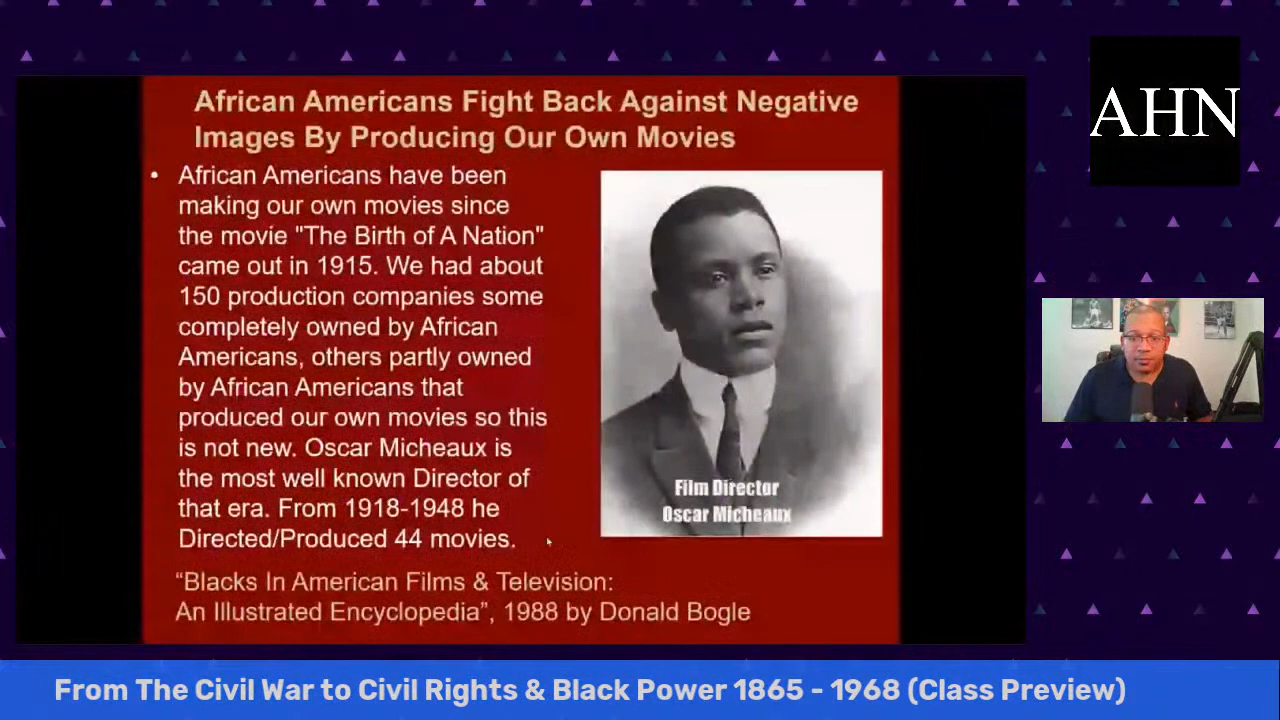 African Americans Fight Back Against Negative
Images By Producing Our Own Movies
• African Americans have been
making our own movies since
the movie "The Birth of A Nation"
came out in 1915. We had about
150 production companies some
completely owned by African
Americans, others partly owned
by African Americans that
produced our own movies so this
is not new. Oscar Micheaux is
the most well known Director of
that era. From 1918-1948 he
Directed/Produced 44 movies.
Film Director
Oscar Micheaux
“Blacks In American Films & Television:
An Illustrated Encyclopedia”, 1988 by Donald Bogle
AHN
From The Civil War to Civil Rights & Black Power 1865 - 1968 (Class Preview)